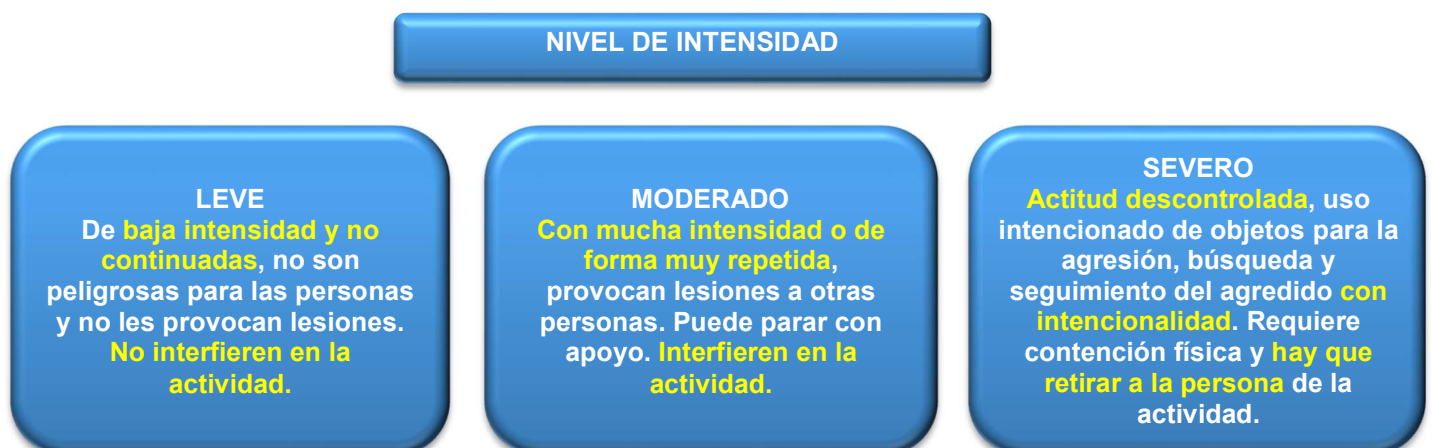 NIVEL DE INTENSIDAD
LEVE
De baja intensidad y no
continuadas, no son
peligrosas para las personas
y no les provocan lesiones.
No interfieren en la
actividad.
MODERADO
Con mucha intensidad o de
forma muy repetida,
provocan lesiones a otras
personas. Puede parar con
apoyo. Interfieren en la
actividad.
SEVERO
Actitud descontrolada, uso
intencionado de objetos para la
agresión, búsqueda y
seguimiento del agredido con
intencionalidad. Requiere
contención física y hay que
retirar a la persona de la
actividad.